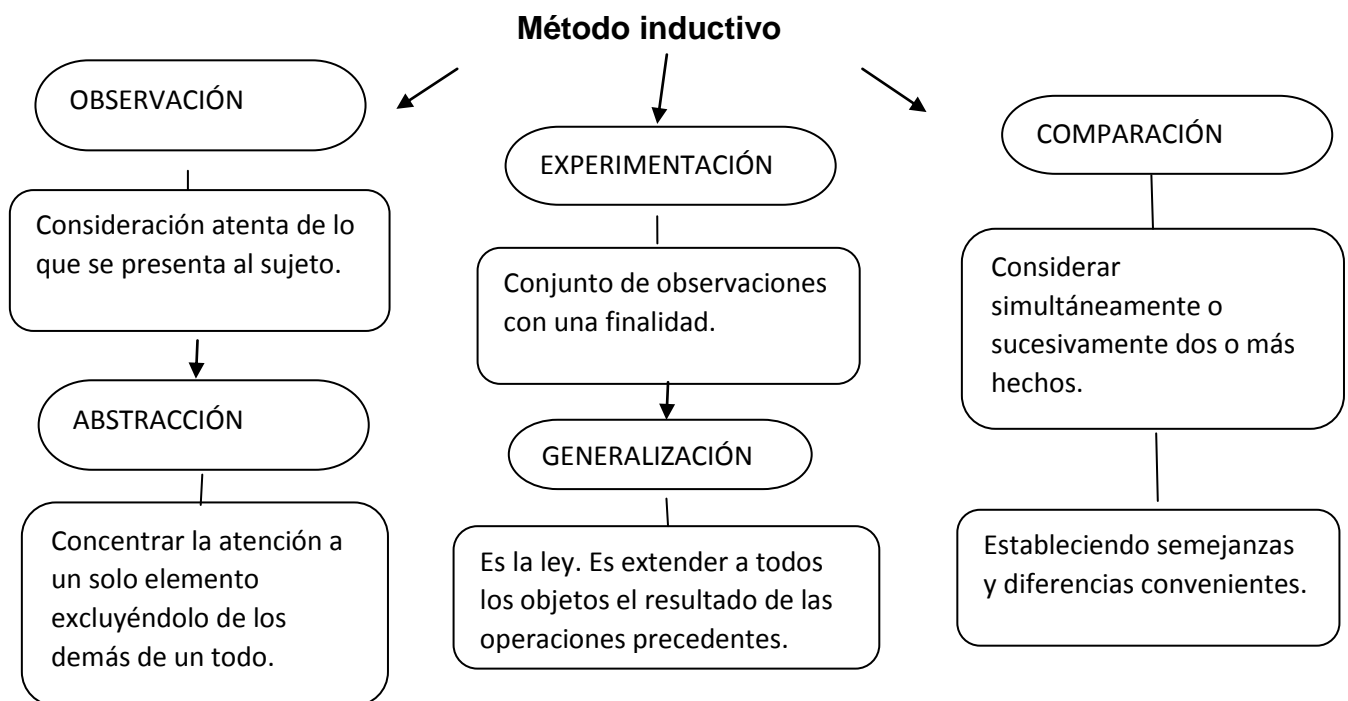 Método inductivo
OBSERVACIÓN
Consideración atenta de lo
que se presenta al sujeto.
ABSTRACCIÓN
Concentrar la atención a
un solo elemento
excluyéndolo de los
demás de un todo.
EXPERIMENTACIÓN
Conjunto de observaciones
con una finalidad.
GENERALIZACIÓN
Es la ley. Es extender a todos
los objetos el resultado de las
operaciones precedentes.
COMPARACIÓN
Considerar
simultáneamente o
sucesivamente dos o más
hechos.
Estableciendo semejanzas
y diferencias convenientes.